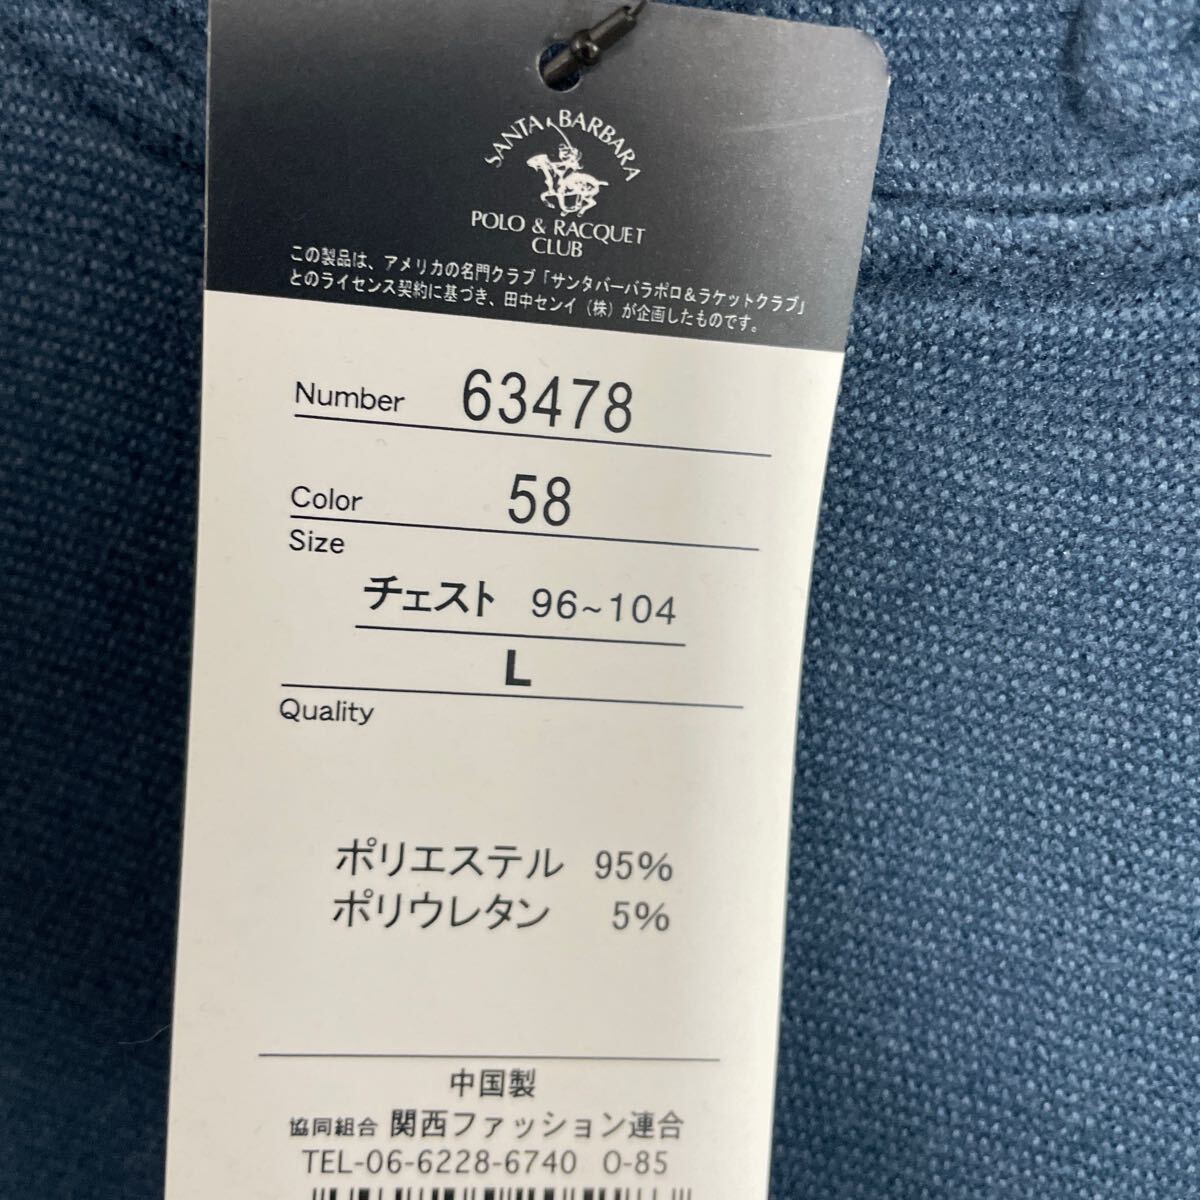 SANTA BARBARA
POLO & RACQUET
CLUB
この製品は、アメリカの名門クラブ「サンタバーバラポロ&ラケットクラブ」
とのライセンス契約に基づき、田中センイ（株）が企画したものです。
Number 63478
Color 58
Size
チェスト 96~104
L
Quality
ポリエステル 95%
ポリウレタン 5%
中国製
協同組合 関西ファッション連合
TEL-06-6228-6740 O-85